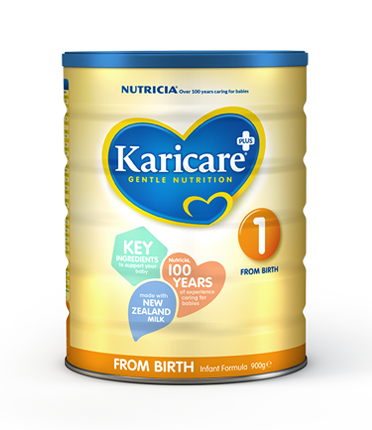 NUTRICIA Over 100 years caring for babies
Karicare PLUS
GENTLE NUTRITION
1
FROM BIRTH
KEY
INGREDIENTS
to support your
baby
Nutricia,
100
YEARS
of experience
caring for
babies
made with
NEW
ZEALAND
MILK
FROM BIRTH Infant Formula 900g℮